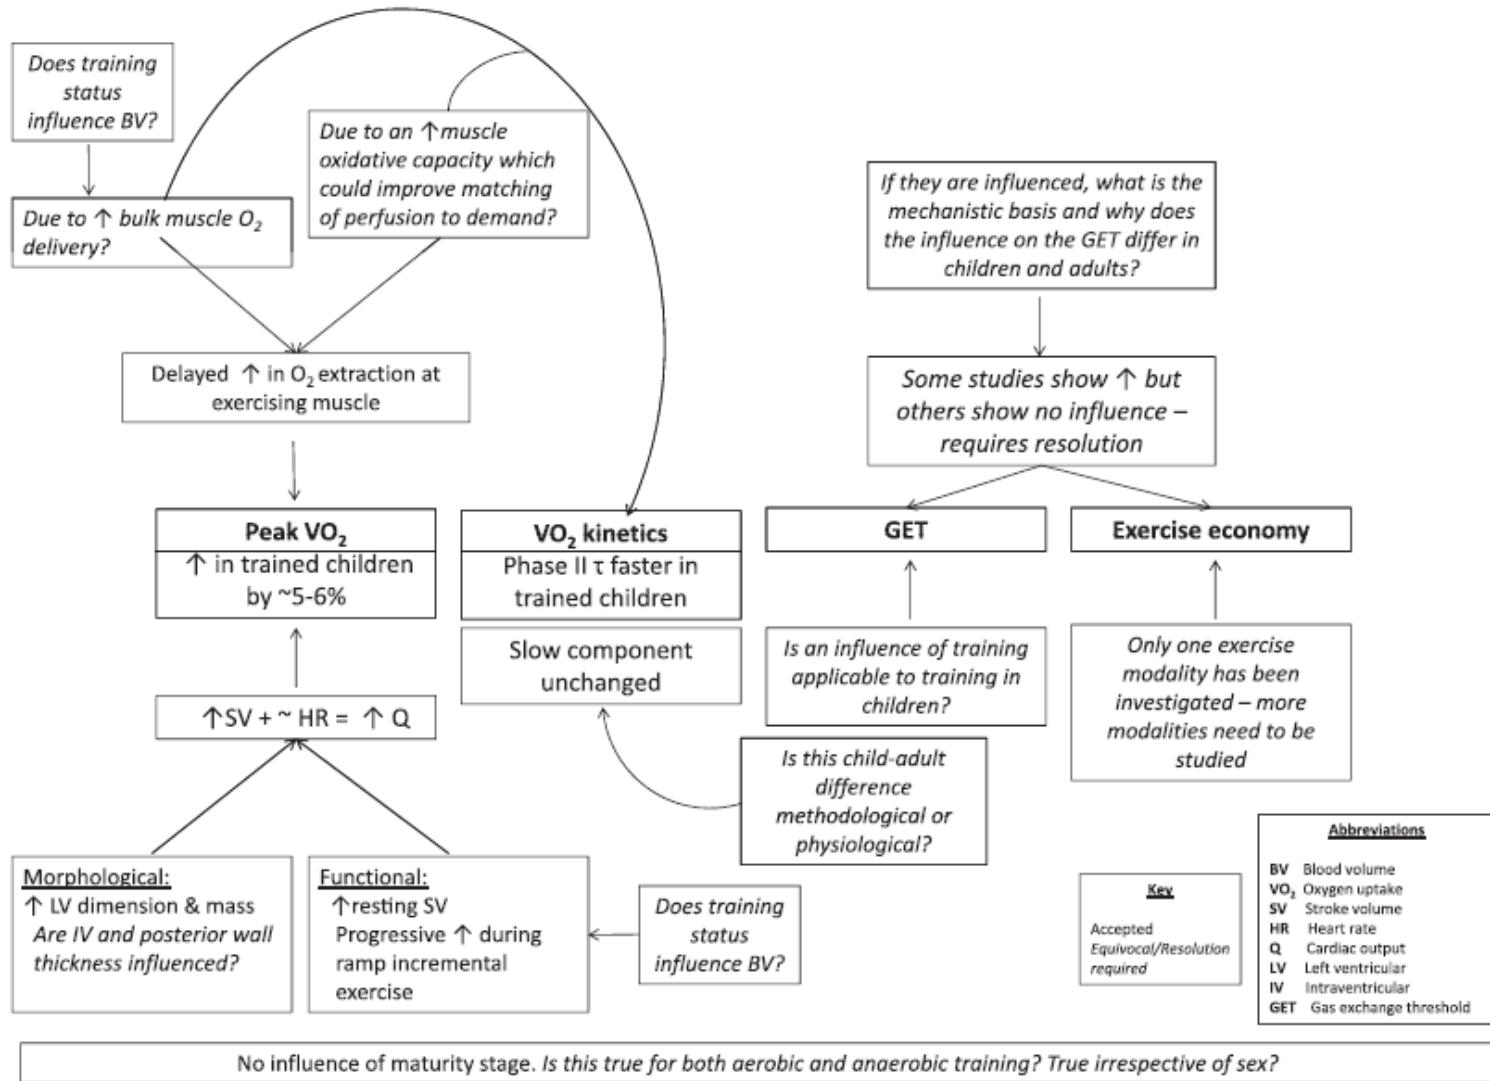 Does training
status
influence BV?
Due to ↑ bulk muscle O₂
delivery?
Due to an ↑muscle
oxidative capacity which
could improve matching
of perfusion to demand?
Delayed ↑ in O₂ extraction at
exercising muscle
If they are influenced, what is the
mechanistic basis and why does
the influence on the GET differ in
children and adults?
Some studies show ↑ but
others show no influence –
requires resolution
Peak VO₂
↑ in trained children
by ~5-6%
VO₂ kinetics
Phase II τ faster in
trained children
Slow component
unchanged
GET
Exercise economy
Is an influence of training
applicable to training in
children?
Only one exercise
modality has been
investigated – more
modalities need to be
studied
↑SV + ~ HR = ↑ Q
Is this child-adult
difference
methodological or
physiological?
Morphological:
↑ LV dimension & mass
Are IV and posterior wall
thickness influenced?
Functional:
↑resting SV
Progressive ↑ during
ramp incremental
exercise
Does training
status
influence BV?
Key
Accepted
Equivocal/Resolution
required
Abbreviations
BV Blood volume
VO₂ Oxygen uptake
SV Stroke volume
HR Heart rate
Q Cardiac output
LV Left ventricular
IV Intraventricular
GET Gas exchange threshold
No influence of maturity stage. Is this true for both aerobic and anaerobic training? True irrespective of sex?